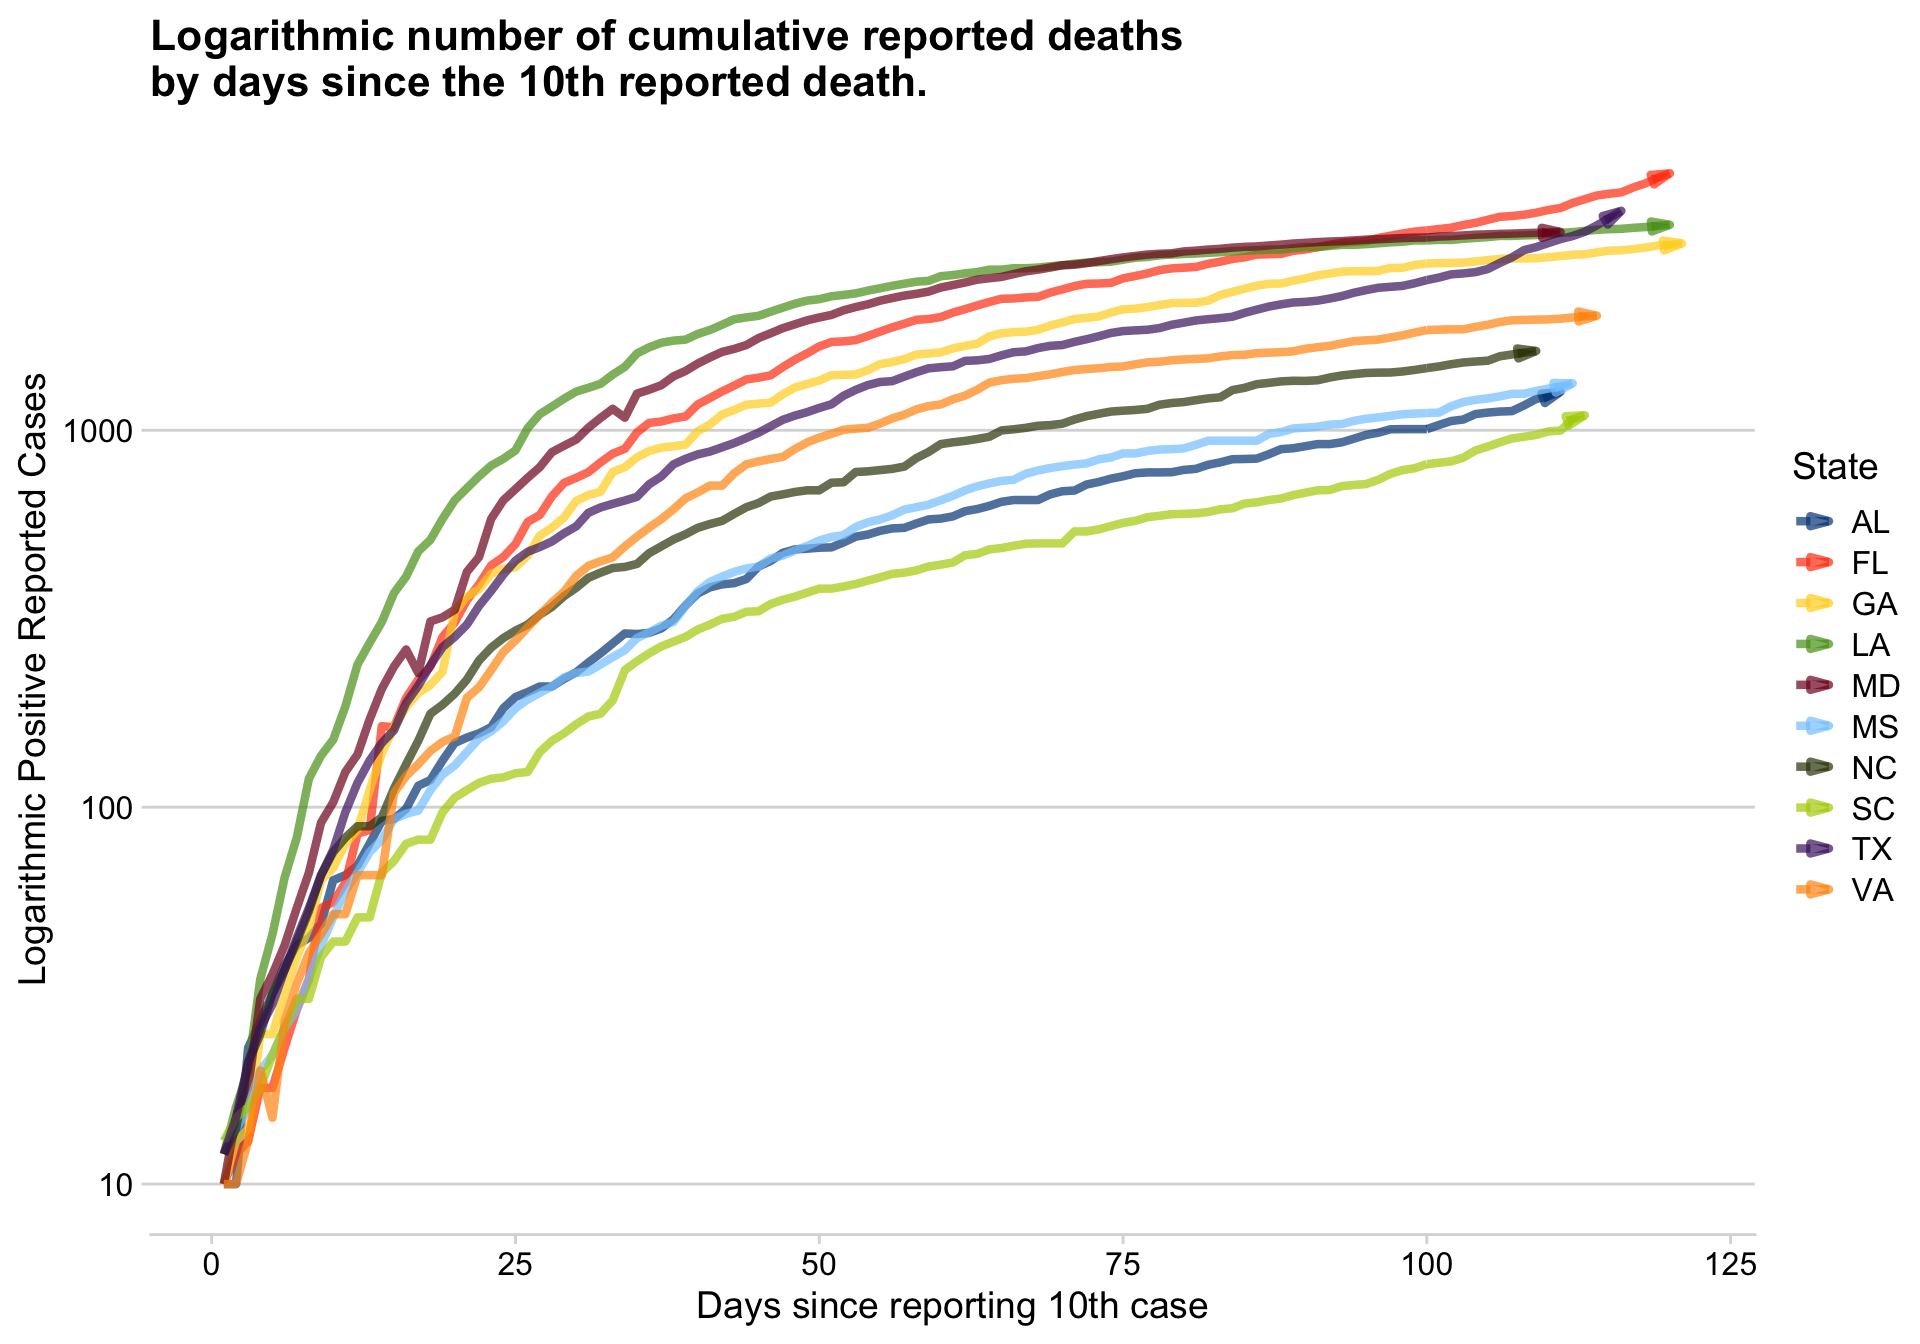 Logarithmic number of cumulative reported deaths
by days since the 10th reported death.
Logarithmic Positive Reported Cases
1000
100
10
0
25
50
75
100
125
Days since reporting 10th case
State
AL
FL
GA
LA
MD
MS
NC
SC
TX
VA